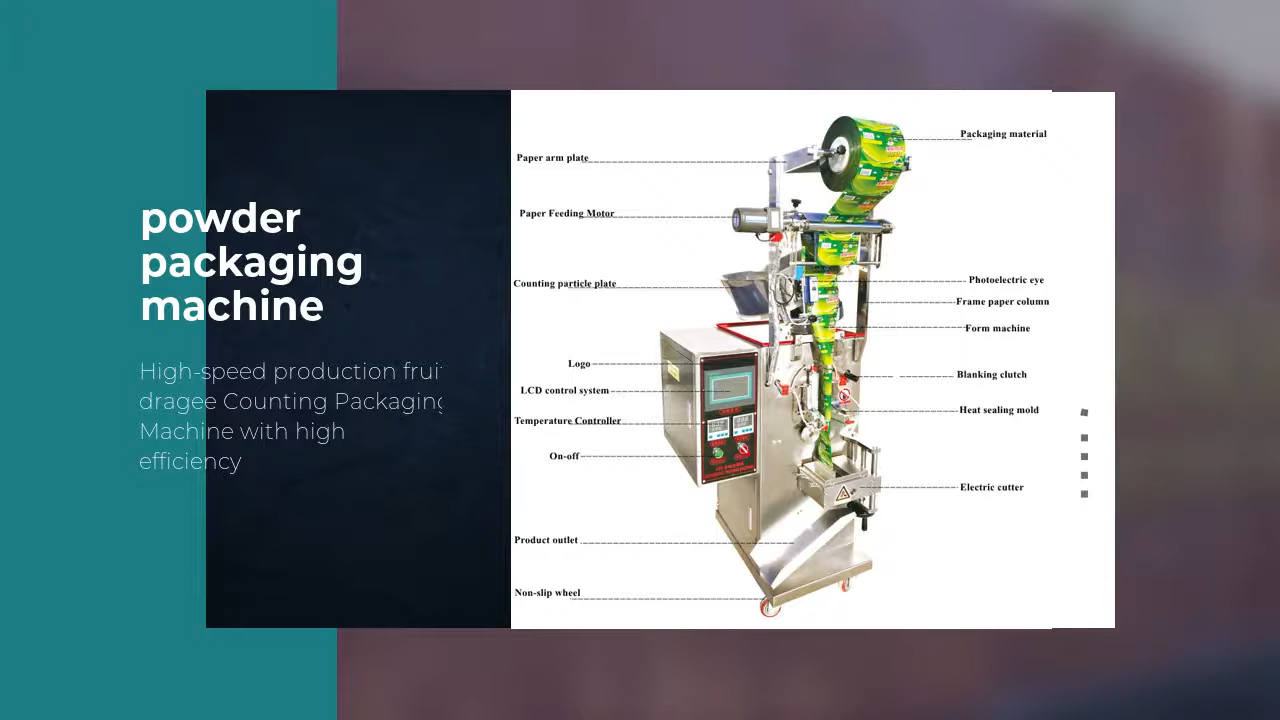 powder
packaging
machine
High-speed production frui
dragee Counting Packaging
Machine with high
efficiency
Packaging material
Paper arm plate
Paper Feeding Motor
Counting particle plate
Photoelectric eye
Frame paper column
Form machine
Logo
Blanking clutch
LCD control system
Heat sealing mold
Temperature Controller
On-off
Electric cutter
Product outlet
Non-slip wheel